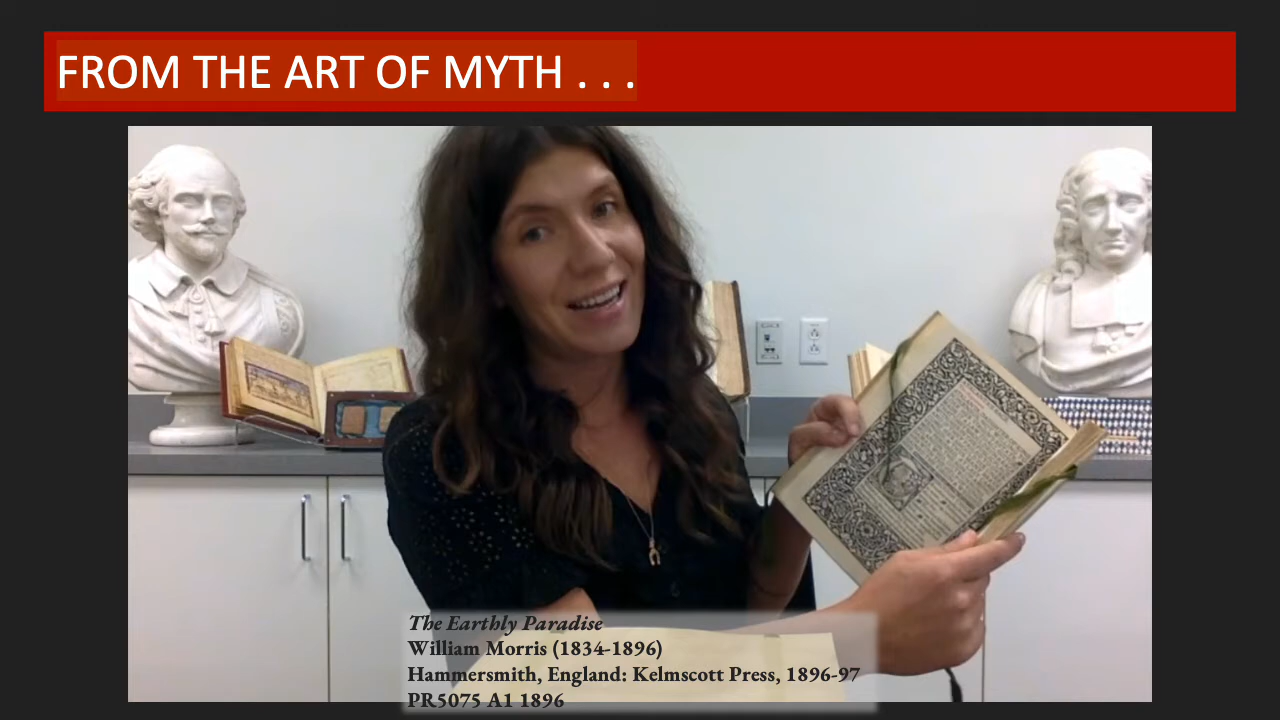 FROM THE ART OF MYTH . . .
The Earthly Paradise
William Morris (1834-1896)
Hammersmith, England: Kelmscott Press, 1896-97
PR5075 A1 1896